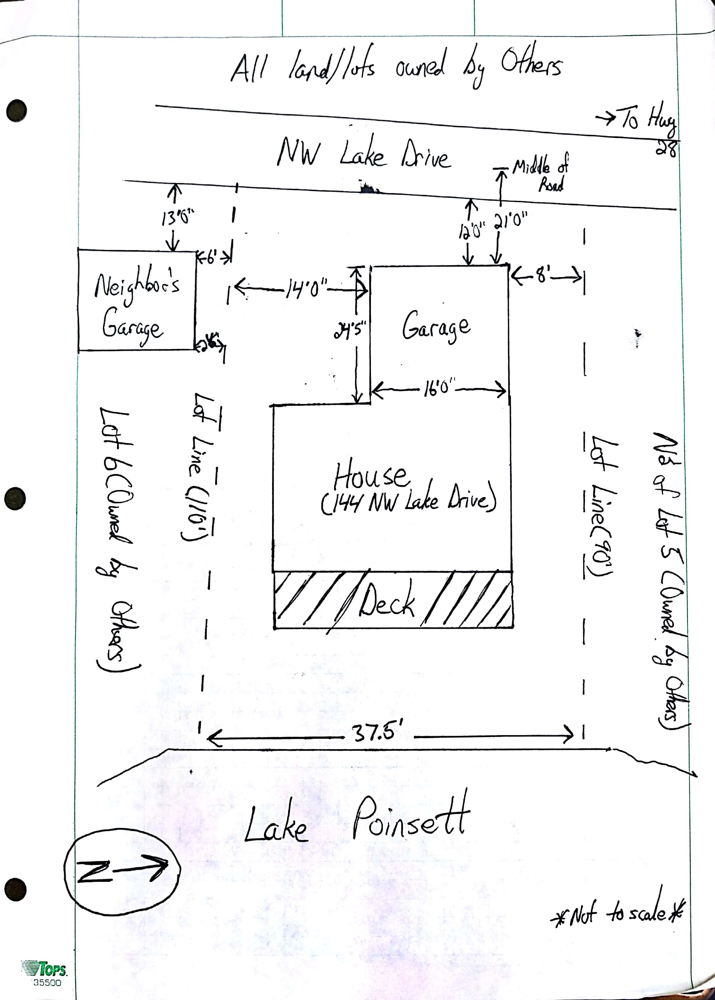 All land/lots owned by Others
→To Hwy
28
NW Lake Drive
Middle of
Road
13'0"
12'0"
21'0"
6'
8'
14'0"
Neighbor's
Garage
24'5"
Garage
16'0"
Lot Line (110')
Lot 6 (Owned by Others)
House
(144 NW Lake Drive)
Lot Line (90')
of Lot 5 (Owned by Others)
Deck
37.5'
Lake Poinsett
N→
*Not to scale*
TOPS.
35500